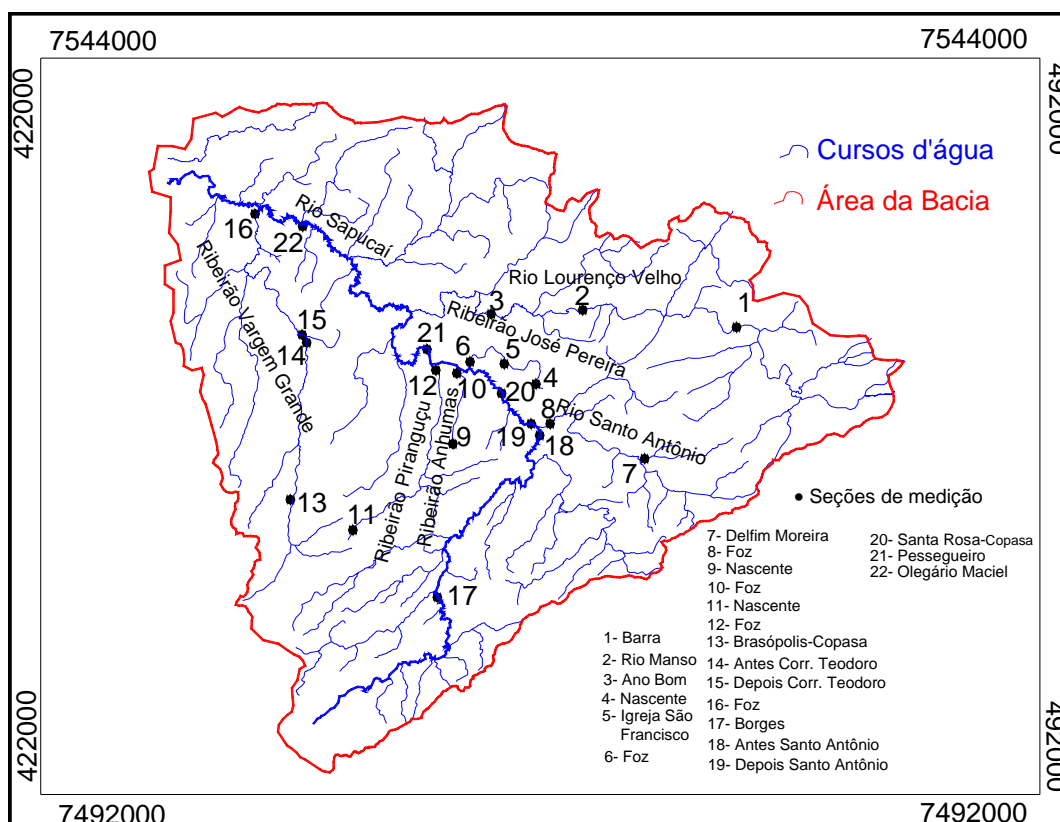 7544000
7544000
422000
492000
Cursos d'água
Área da Bacia
Rio Sapucaí
16
22
Ribeirão Vargem Grande
Rio Lourenço Velho
3
2
1
Ribeirão José Pereira
15
14
21
6
5
12
10
4
20
8
Rio Santo Antônio
19
18
9
7
Ribeirão Piranguçu
Ribeirão Anhumas
13
11
17
Seções de medição
1- Barra
2- Rio Manso
3- Ano Bom
4- Nascente
5- Igreja São
Francisco
6- Foz
7- Delfim Moreira
8- Foz
9- Nascente
10- Foz
11- Nascente
12- Foz
13- Brasópolis-Copasa
14- Antes Corr. Teodoro
15- Depois Corr. Teodoro
16- Foz
17- Borges
18- Antes Santo Antônio
19- Depois Santo Antônio
20- Santa Rosa-Copasa
21- Pessegueiro
22- Olegário Maciel
422000
492000
7492000
7492000